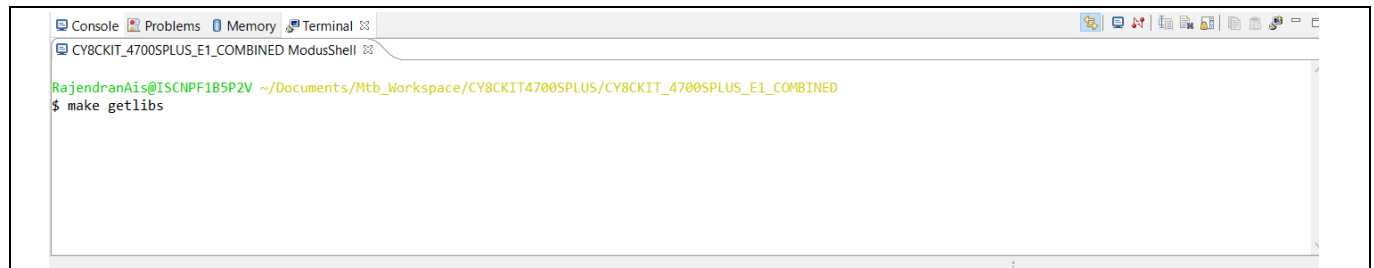 Console Problems Memory Terminal
CY8CKIT_4700SPLUS_E1_COMBINED ModusShell
RajendranAis@ISCNPF1B5P2V ~/Documents/Mtb_Workspace/CY8CKIT4700SPLUS/CY8CKIT_4700SPLUS_E1_COMBINED
$ make getlibs